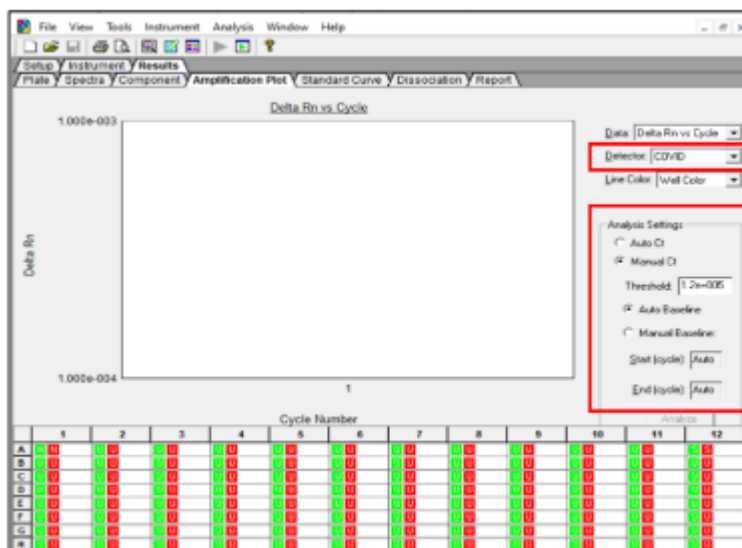 File View Tools Instrument Analysis Window Help
Setup Instrument Results
Plate Spectra Component Amplification Plot Standard Curve Dissociation Report
Delta Rn vs Cycle
1.000e-003
Delta Rn
1.000e-004
1
Cycle Number
Data: Delta Rn vs Cycle
Detector: COVID
Line Color: Well Color
Analysis Settings
Auto Ct
Manual Ct
Threshold: 1.2e+005
Auto Baseline
Manual Baseline:
Start (cycle): Auto
End (cycle): Auto
Analyze
1 2 3 4 5 6 7 8 9 10 11 12
A U N U U U U U U U U U U U U U U U U U U U U S S
B U U U U U U U U U U U U U U U U U U U U U U U U
C U U U U U U U U U U U U U U U U U U U U U U U U
D U U U U U U U U U U U U U U U U U U U U U U U U
E U U U U U U U U U U U U U U U U U U U U U U U U
F U U U U U U U U U U U U U U U U U U U U U U U U
G U U U U U U U U U U U U U U U U U U U U U U U U
H U U U U U U U U U U U U U U U U U U U U U U U U